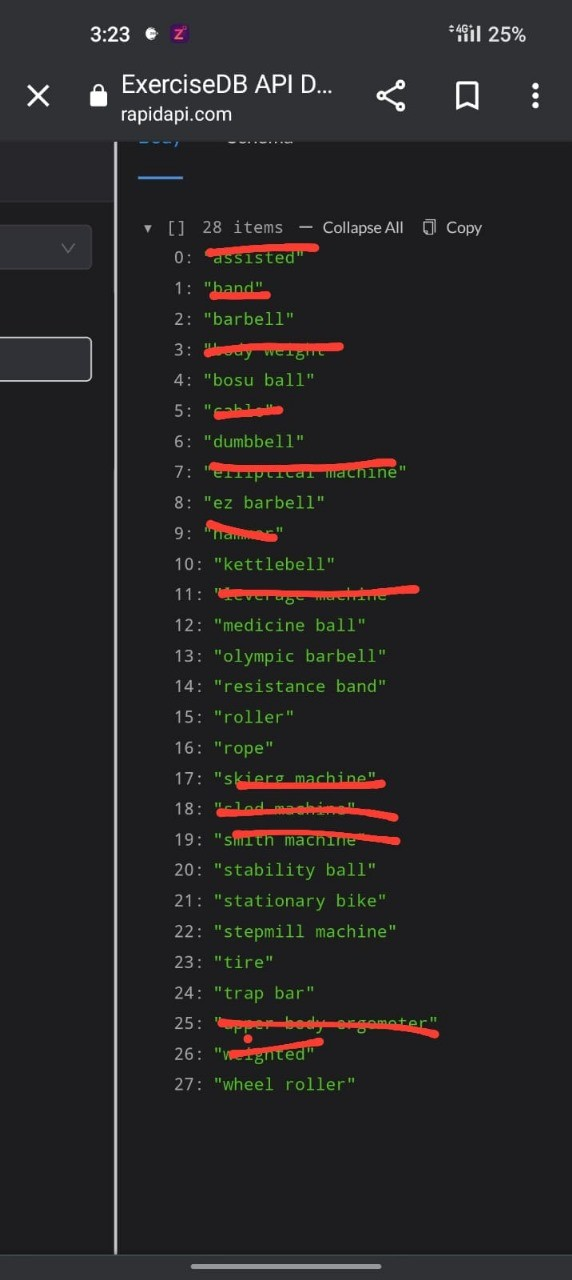 3:23 Z 4G+ 25%
ExerciseDB API D...
rapidapi.com
Body Schema
[] 28 items — Collapse All Copy
0: "assisted"
1: "band"
2: "barbell"
3: "body weight"
4: "bosu ball"
5: "cable"
6: "dumbbell"
7: "elliptical machine"
8: "ez barbell"
9: "hammer"
10: "kettlebell"
11: "leverage machine"
12: "medicine ball"
13: "olympic barbell"
14: "resistance band"
15: "roller"
16: "rope"
17: "skierg machine"
18: "sled machine"
19: "smith machine"
20: "stability ball"
21: "stationary bike"
22: "stepmill machine"
23: "tire"
24: "trap bar"
25: "upper body ergometer"
26: "weighted"
27: "wheel roller"